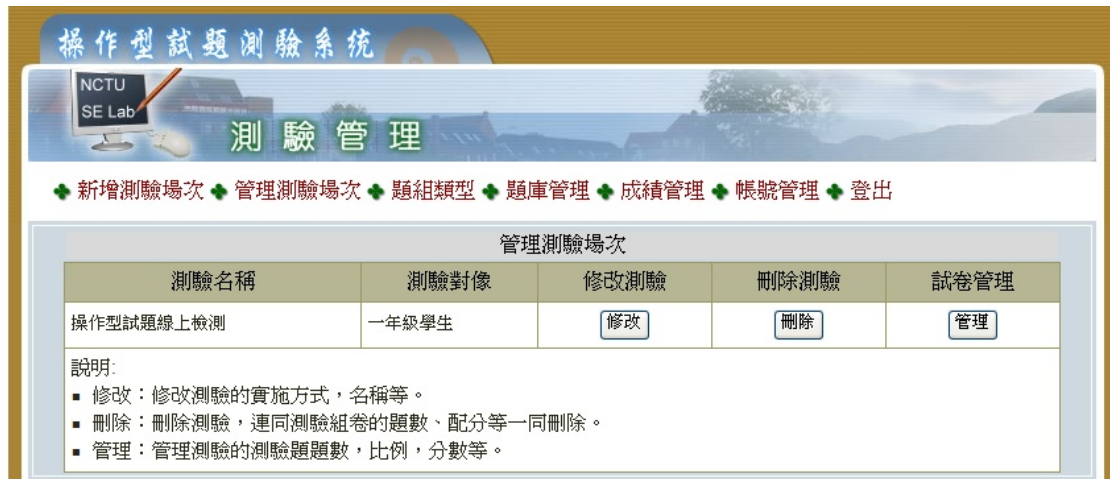 操作型試題測驗系統
NCTU
SE Lab
測驗管理
新增測驗場次 管理測驗場次 題組類型 題庫管理 成績管理 帳號管理 登出
管理測驗場次
測驗名稱 測驗對像 修改測驗 刪除測驗 試卷管理
操作型試題線上檢測 一年級學生 修改 刪除 管理
說明:
▪ 修改：修改測驗的實施方式，名稱等。
▪ 刪除：刪除測驗，連同測驗組卷的題數、配分等一同刪除。
▪ 管理：管理測驗的測驗題題數，比例，分數等。